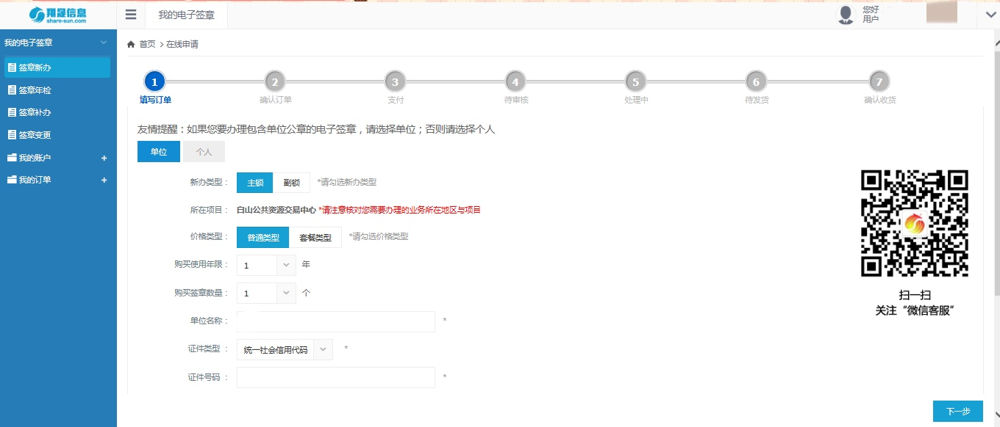 翔晟信息
share-sun.com
我的电子签章
您好
用户
我的电子签章
签章新办
签章年检
签章补办
签章变更
我的账户 +
我的订单 +
首页 > 在线申请
1 2 3 4 5 6 7
填写订单 确认订单 支付 待审核 处理中 待发货 确认收货
友情提醒：如果您要办理包含单位公章的电子签章，请选择单位；否则请选择个人
单位 个人
新办类型： 主锁 副锁 *请勾选新办类型
所在项目： 白山公共资源交易中心 *请注意核对您需要办理的业务所在地区与项目
价格类型： 普通类型 套餐类型 *请勾选价格类型
购买使用年限： 1 年
购买签章数量： 1 个
单位名称： *
证件类型 ： 统一社会信用代码 *
证件号码 ： *
扫一扫
关注“微信客服”
下一步